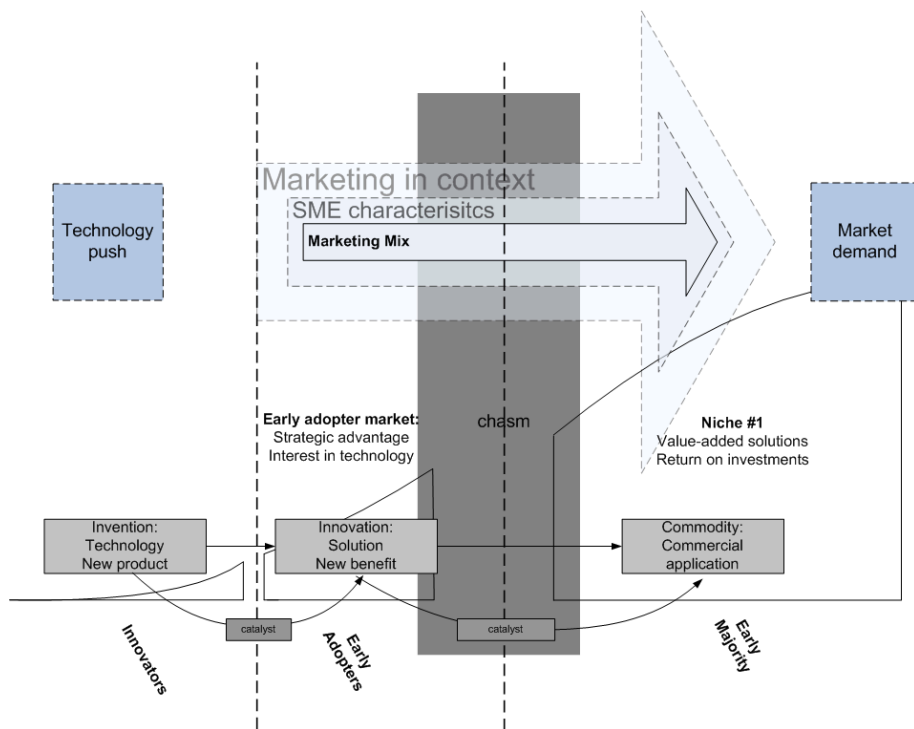 Marketing in context
SME characterisitcs
Marketing Mix
Technology
push
Market
demand
Early adopter market:
Strategic advantage
Interest in technology
chasm
Niche #1
Value-added solutions
Return on investments
Invention:
Technology
New product
Innovation:
Solution
New benefit
Commodity:
Commercial
application
catalyst
catalyst
Innovators
Early
Adopters
Early
Majority